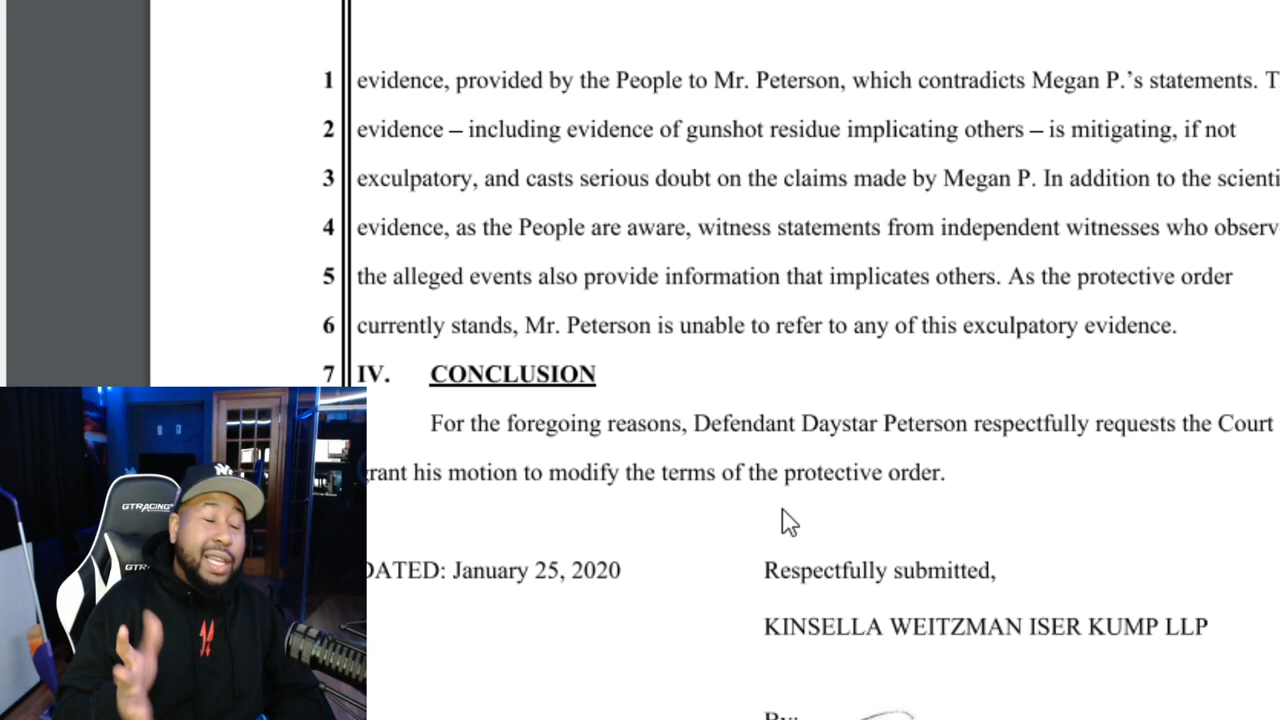 1 evidence, provided by the People to Mr. Peterson, which contradicts Megan P.’s statements.
2 evidence – including evidence of gunshot residue implicating others – is mitigating, if not
3 exculpatory, and casts serious doubt on the claims made by Megan P. In addition to the
4 evidence, as the People are aware, witness statements from independent witnesses who
5 the alleged events also provide information that implicates others. As the protective order
6 currently stands, Mr. Peterson is unable to refer to any of this exculpatory evidence.
7 IV. CONCLUSION
For the foregoing reasons, Defendant Daystar Peterson respectfully requests the Court
rant his motion to modify the terms of the protective order.
DATED: January 25, 2020
Respectfully submitted,
KINSELLA WEITZMAN ISER KUMP LLP
By:
GTRACING
GTR